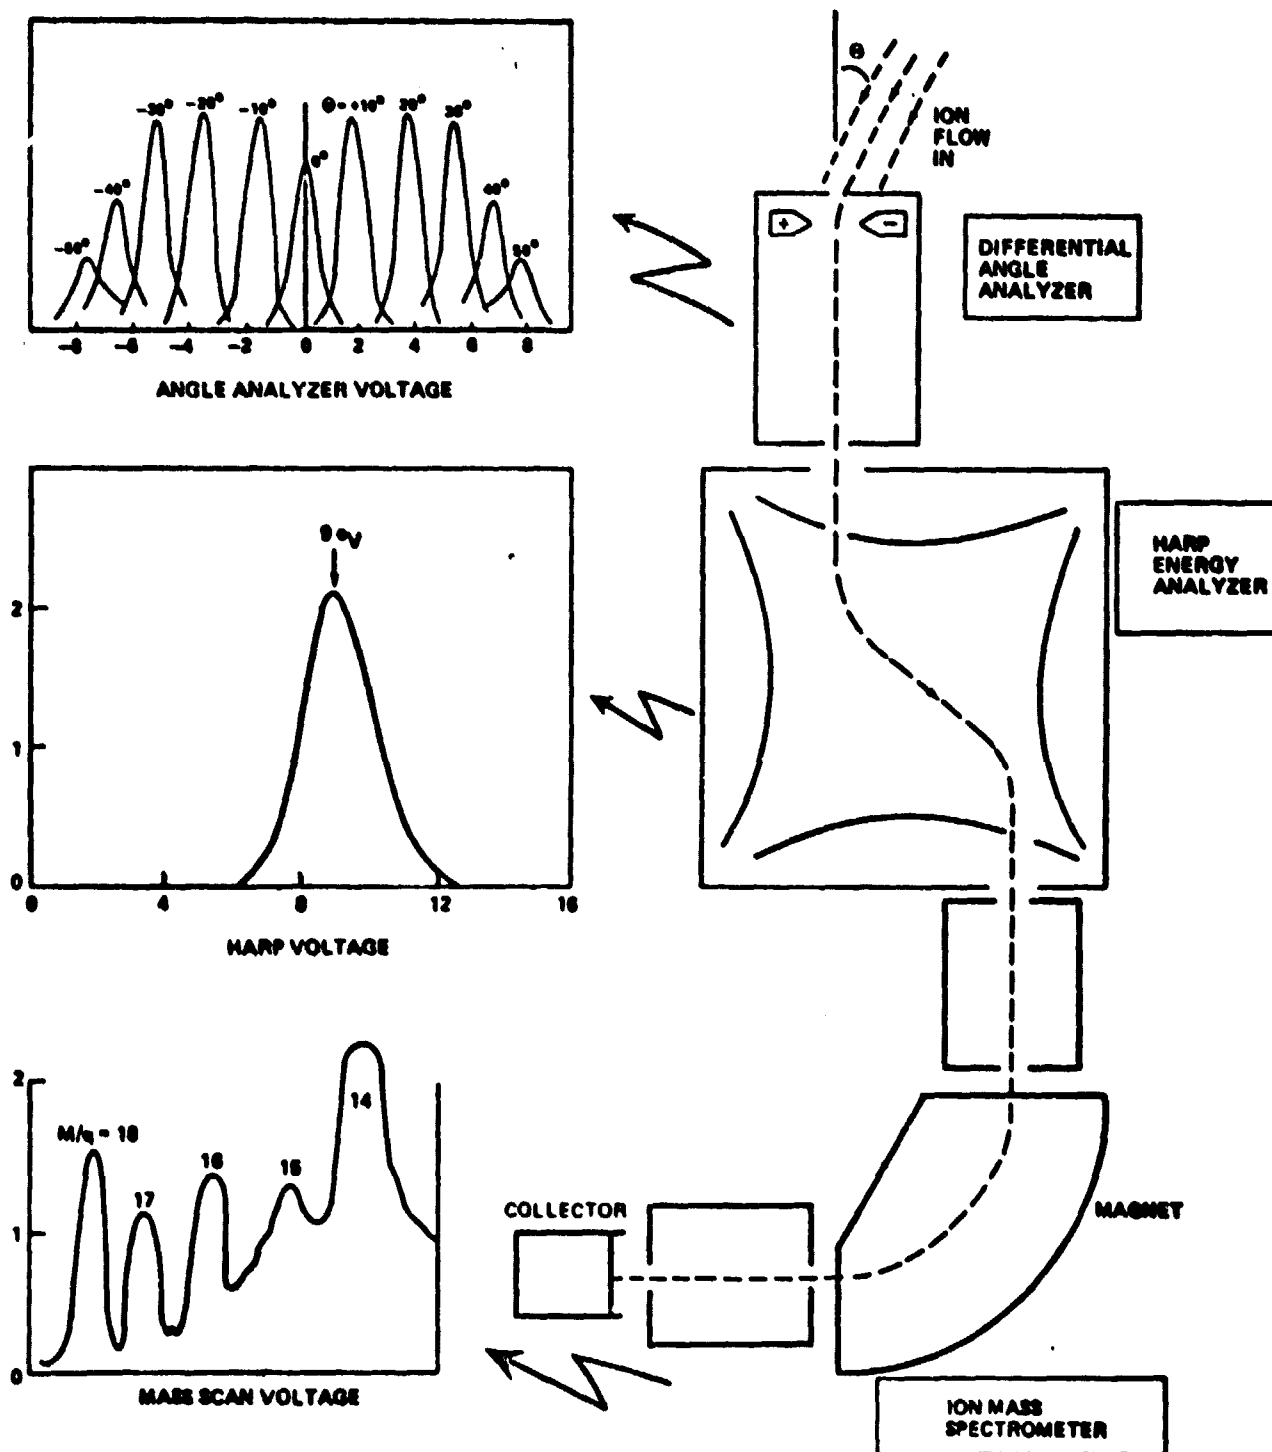 -30° -20° -10° Θ = +10° 20° 30°
0°
-40° 40°
50°
-8 -6 -4 -2 0 2 4 6 8
ANGLE ANALYZER VOLTAGE
Θ
ION
FLOW
IN
+ −
DIFFERENTIAL
ANGLE
ANALYZER
9 eV
2
1
0
0 4 8 12 16
HARP VOLTAGE
HARP
ENERGY
ANALYZER
2
1
0
M/q = 18
17
16
15
14
MASS SCAN VOLTAGE
COLLECTOR
MAGNET
ION MASS
SPECTROMETER